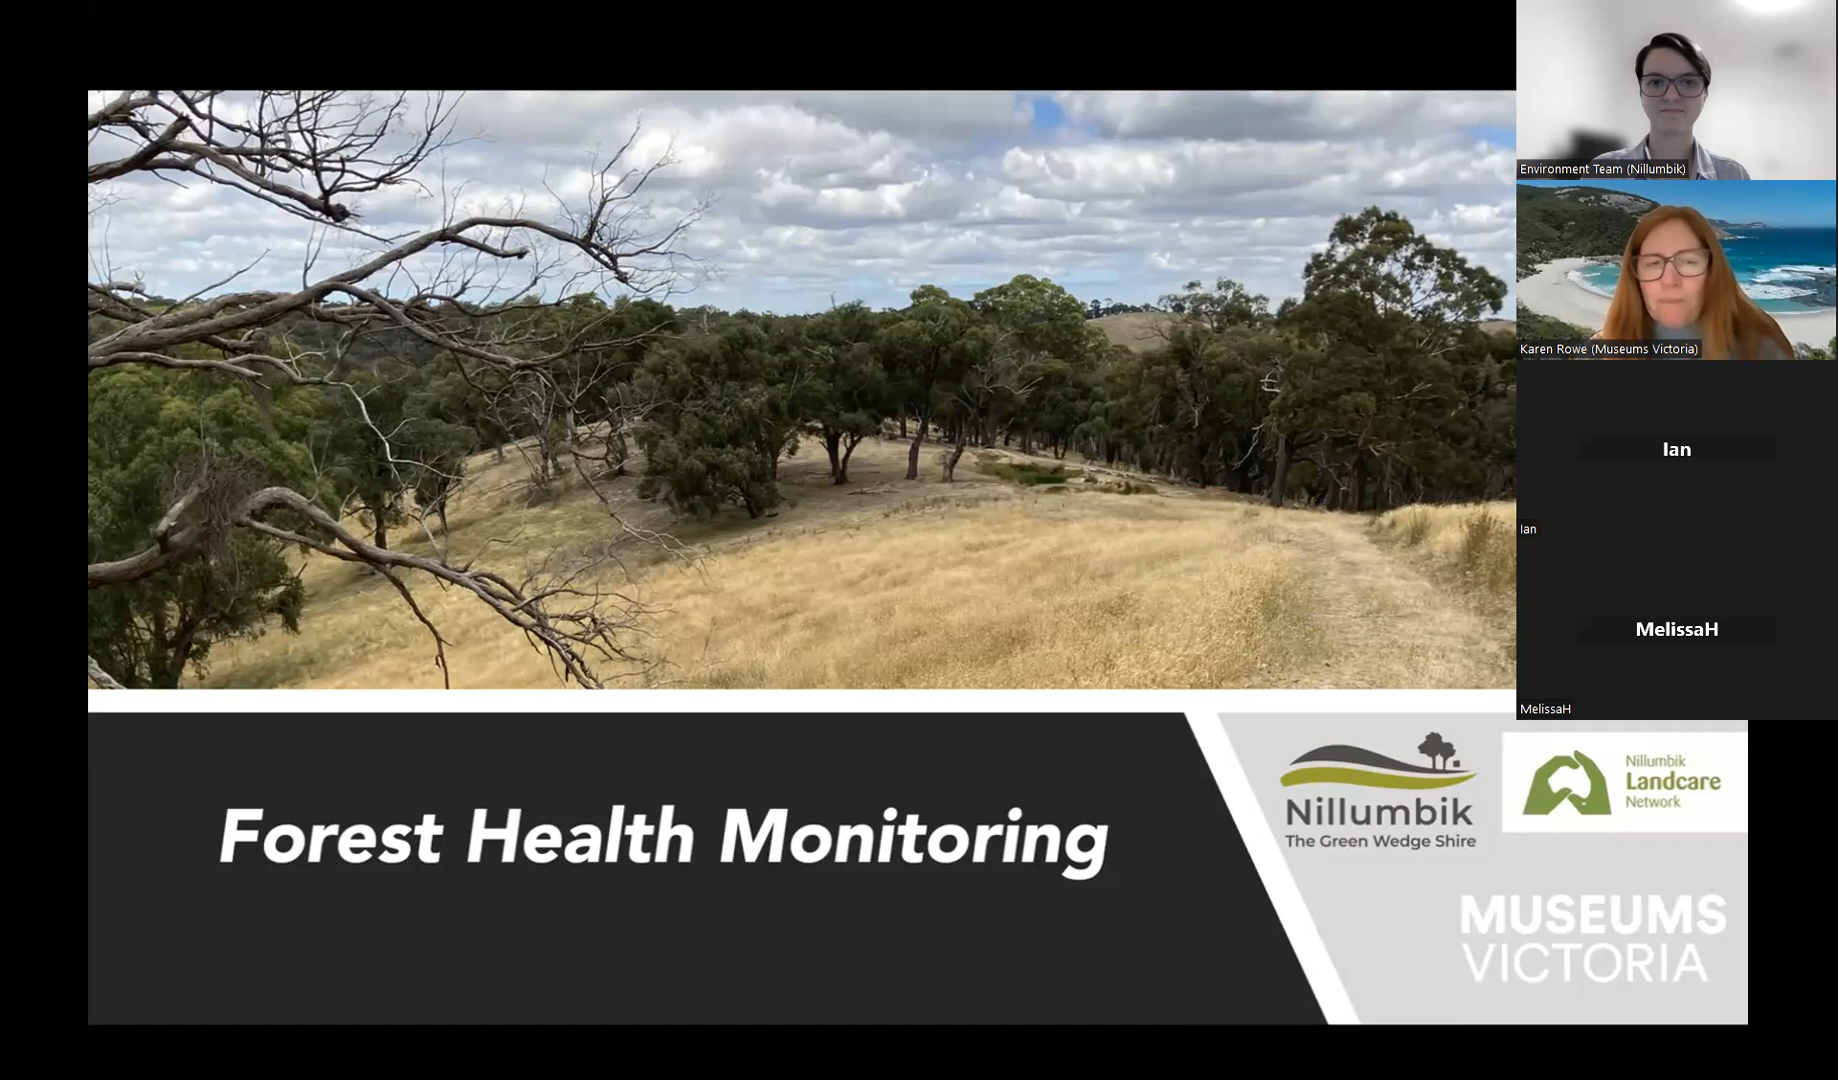 Environment Team (Nillumbik)
Karen Rowe (Museums Victoria)
Ian
Ian
MelissaH
MelissaH
Forest Health Monitoring
Nillumbik
The Green Wedge Shire
Nillumbik
Landcare
Network
MUSEUMS
VICTORIA